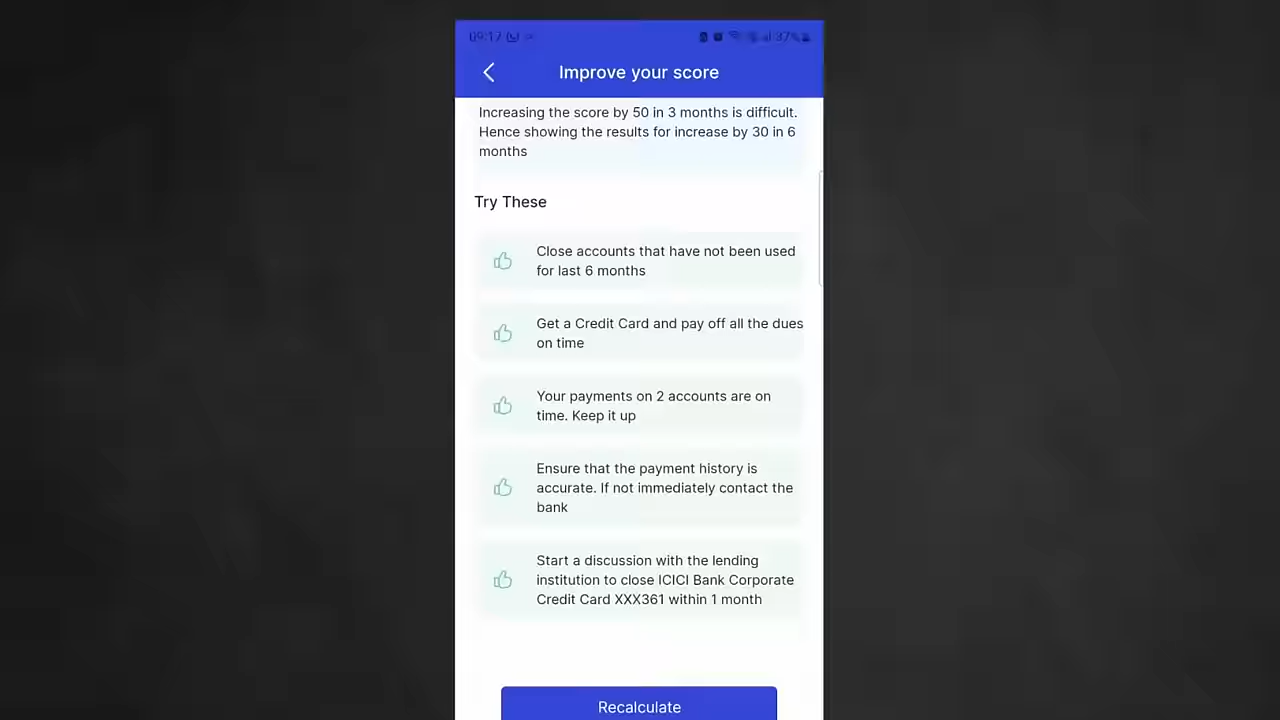 09:17
37%
Improve your score
Increasing the score by 50 in 3 months is difficult.
Hence showing the results for increase by 30 in 6
months
Try These
Close accounts that have not been used
for last 6 months
Get a Credit Card and pay off all the dues
on time
Your payments on 2 accounts are on
time. Keep it up
Ensure that the payment history is
accurate. If not immediately contact the
bank
Start a discussion with the lending
institution to close ICICI Bank Corporate
Credit Card XXX361 within 1 month
Recalculate